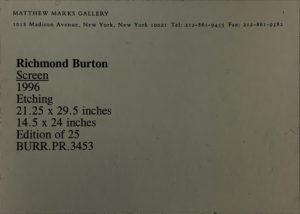 MATTHEW MARKS GALLERY
1018 Madison Avenue, New York, New York 10021 Tel: 212-861-9455 Fax: 212-861-9382
Richmond Burton
Screen
1996
Etching
21.25 x 29.5 inches
14.5 x 24 inches
Edition of 25
BURR.PR.3453